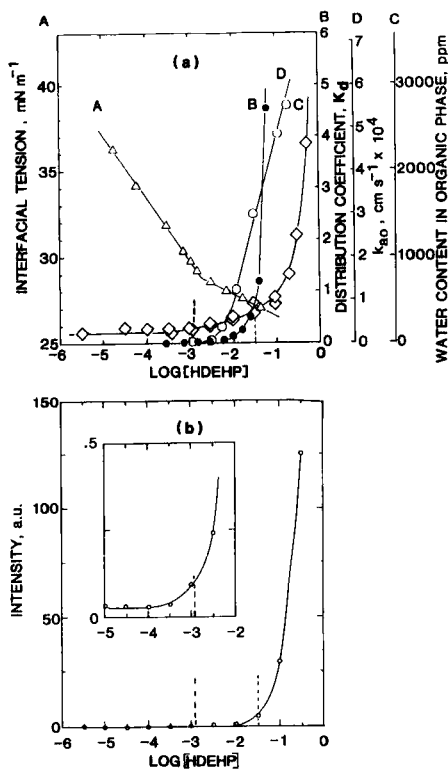 A
B
D
C
(a)
40
35
30
25
INTERFACIAL TENSION, mN m⁻¹
A
B
D
C
6
5
4
3
2
1
0
DISTRIBUTION COEFFICIENT, Kd
7
6
5
4
3
2
1
0
kao, cm s⁻¹ x 10⁴
3000
2000
1000
0
WATER CONTENT IN ORGANIC PHASE, ppm
-6 -5 -4 -3 -2 -1 0
LOG[HDEHP]
(b)
150
100
75
50
25
0
INTENSITY, a.u.
.5
0
-5 -4 -3 -2
-6 -5 -4 -3 -2 -1 0
LOG[HDEHP]